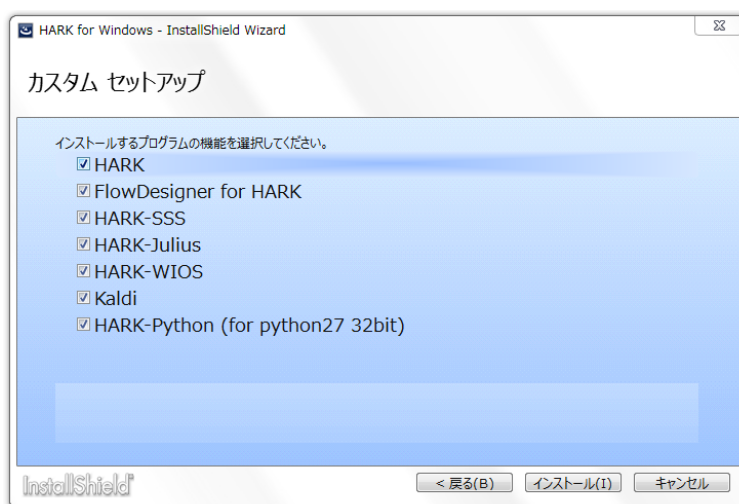 HARK for Windows - InstallShield Wizard
カスタム セットアップ
インストールするプログラムの機能を選択してください。
HARK
FlowDesigner for HARK
HARK-SSS
HARK-Julius
HARK-WIOS
Kaldi
HARK-Python (for python27 32bit)
InstallShield
< 戻る(B)
インストール(I)
キャンセル